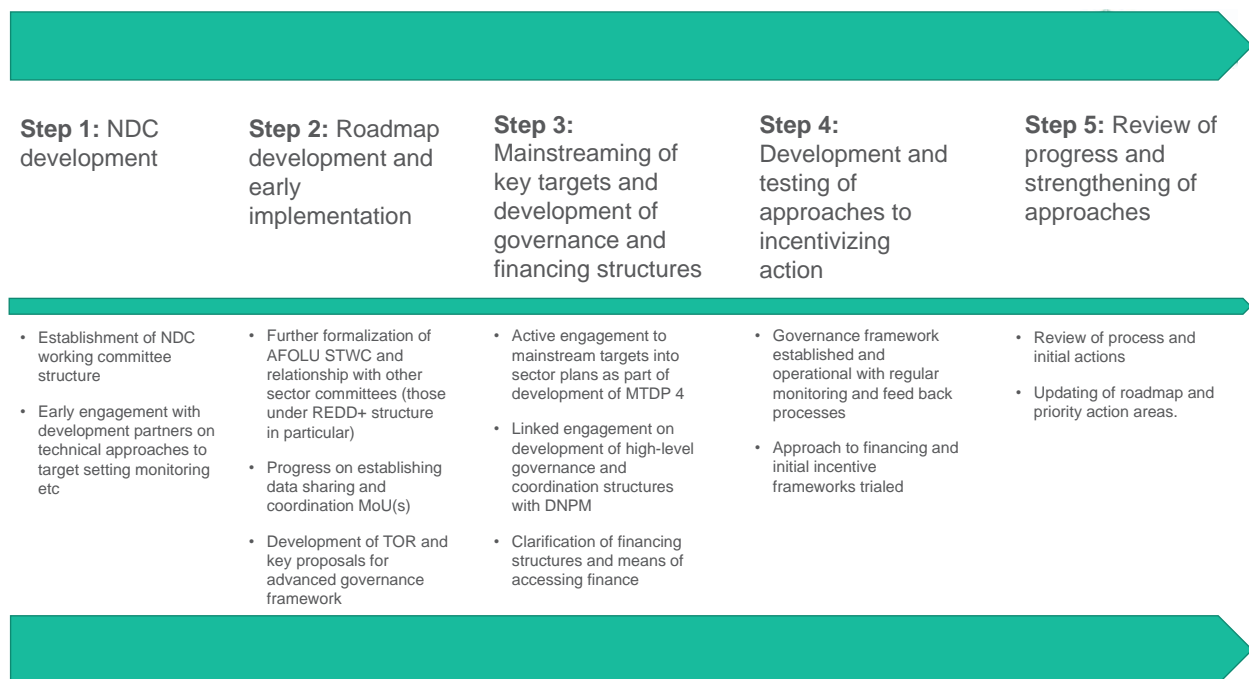 Step 1: NDC
development
Step 2: Roadmap
development and
early
implementation
Step 3:
Mainstreaming of
key targets and
development of
governance and
financing structures
Step 4:
Development and
testing of
approaches to
incentivizing
action
Step 5: Review of
progress and
strengthening of
approaches
• Establishment of NDC
working committee
structure
• Early engagement with
development partners on
technical approaches to
target setting monitoring
etc
• Further formalization of
AFOLU STWC and
relationship with other
sector committees (those
under REDD+ structure
in particular)
• Progress on establishing
data sharing and
coordination MoU(s)
• Development of TOR and
key proposals for
advanced governance
framework
• Active engagement to
mainstream targets into
sector plans as part of
development of MTDP 4
• Linked engagement on
development of high-level
governance and
coordination structures
with DNPM
• Clarification of financing
structures and means of
accessing finance
• Governance framework
established and
operational with regular
monitoring and feed back
processes
• Approach to financing and
initial incentive
frameworks trialed
• Review of process and
initial actions
• Updating of roadmap and
priority action areas.